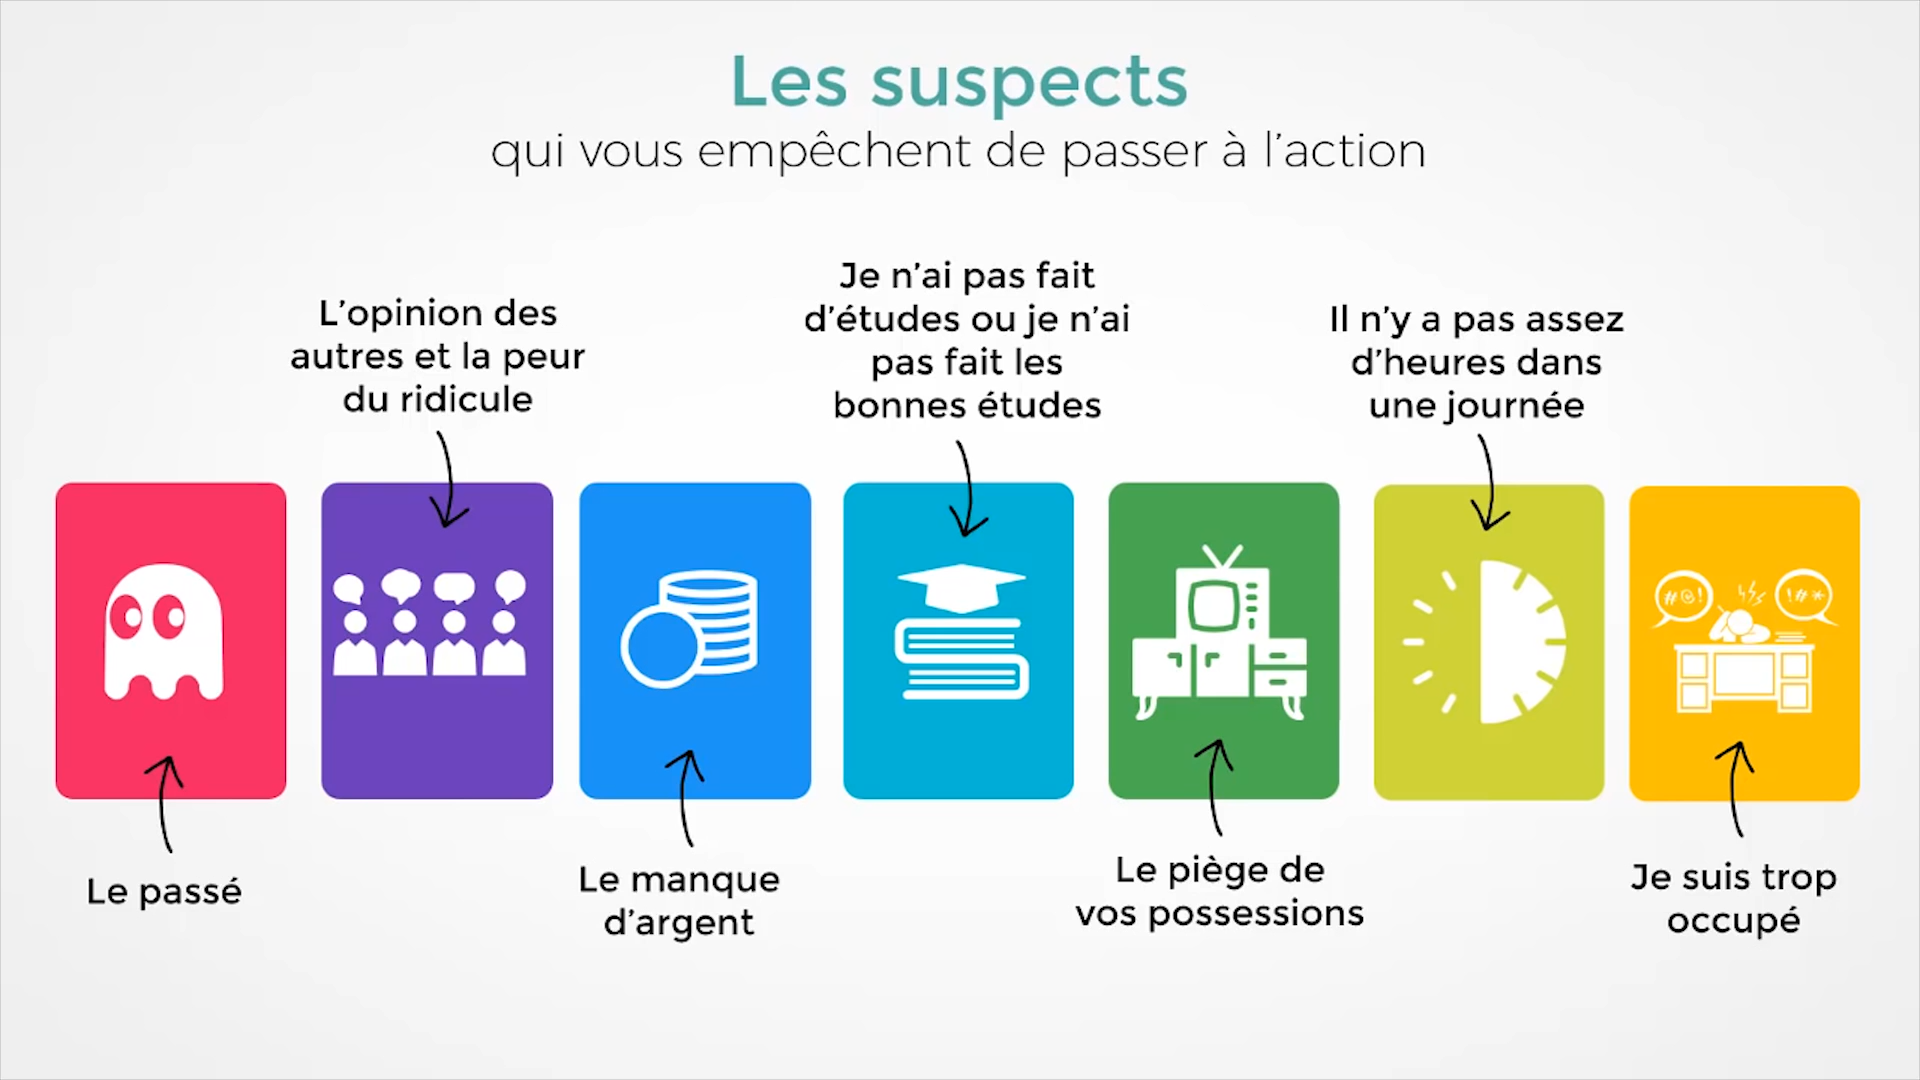 Les suspects
qui vous empêchent de passer à l’action
L’opinion des
autres et la peur
du ridicule
Je n’ai pas fait
d’études ou je n’ai
pas fait les
bonnes études
Il n’y a pas assez
d’heures dans
une journée
#@!
!#*
Le passé
Le manque
d’argent
Le piège de
vos possessions
Je suis trop
occupé